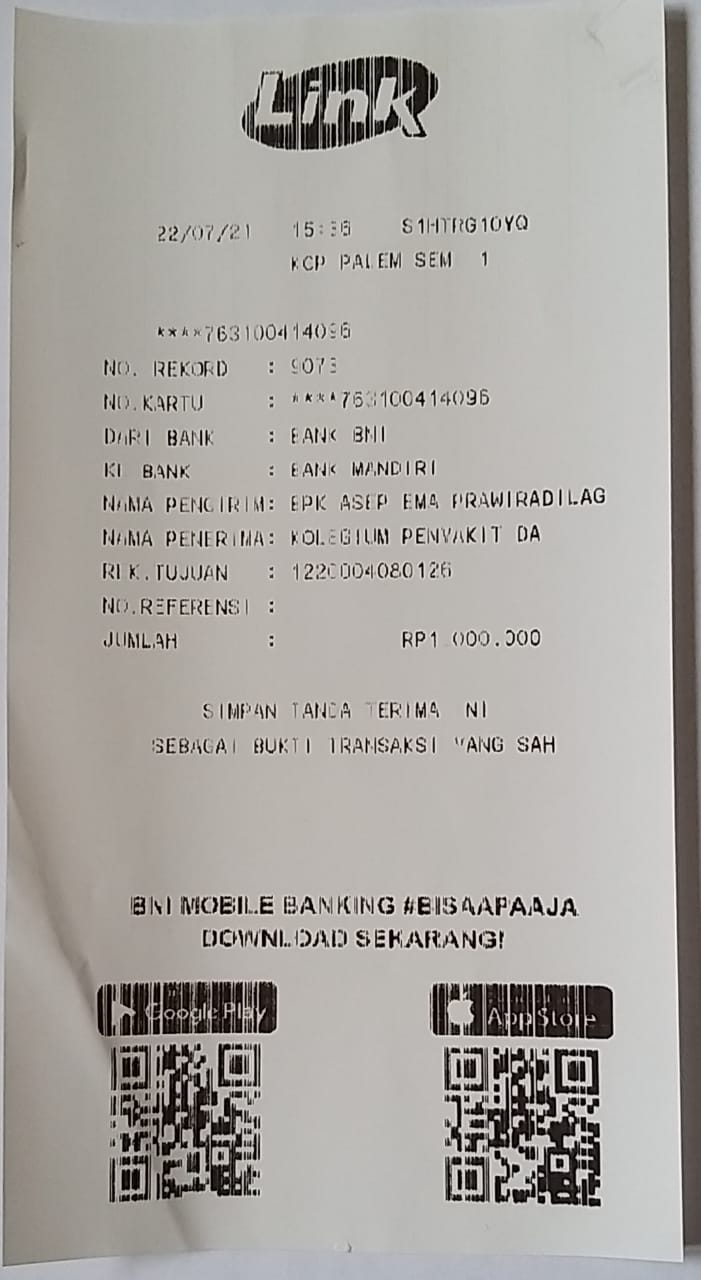 Link
22/07/21 15:36 S1HTRG10YQ
KCP PALEM SEM 1
****763100414096
NO. REKORD : 9073
NO.KARTU : ****763100414096
DARI BANK : BANK BNI
KE BANK : BANK MANDIRI
NAMA PENGIRIM: BPK ASEP EMA PRAWIRADILAG
NAMA PENERIMA: KOLEGIUM PENYAKIT DA
REK.TUJUAN : 1220004080126
NO.REFERENSI :
JUMLAH : RP1.000.000
SIMPAN TANDA TERIMA INI
SEBAGAI BUKTI TRANSAKSI YANG SAH
BNI MOBILE BANKING #BISAAPAAJA
DOWNLOAD SEKARANG!
Google Play App Store